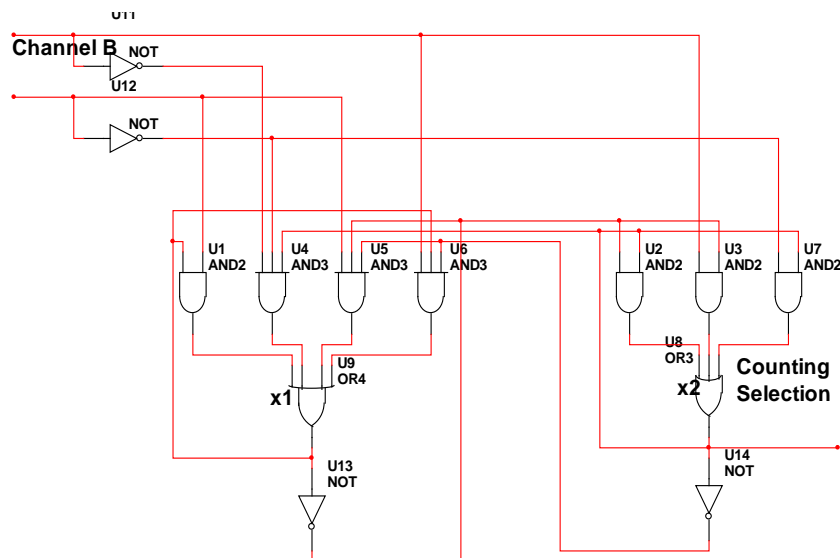 U11
Channel B
NOT
U12
NOT
U1
AND2
U4
AND3
U5
AND3
U6
AND3
U2
AND2
U3
AND2
U7
AND2
U9
OR4
x1
U8
OR3
x2
Counting
Selection
U13
NOT
U14
NOT